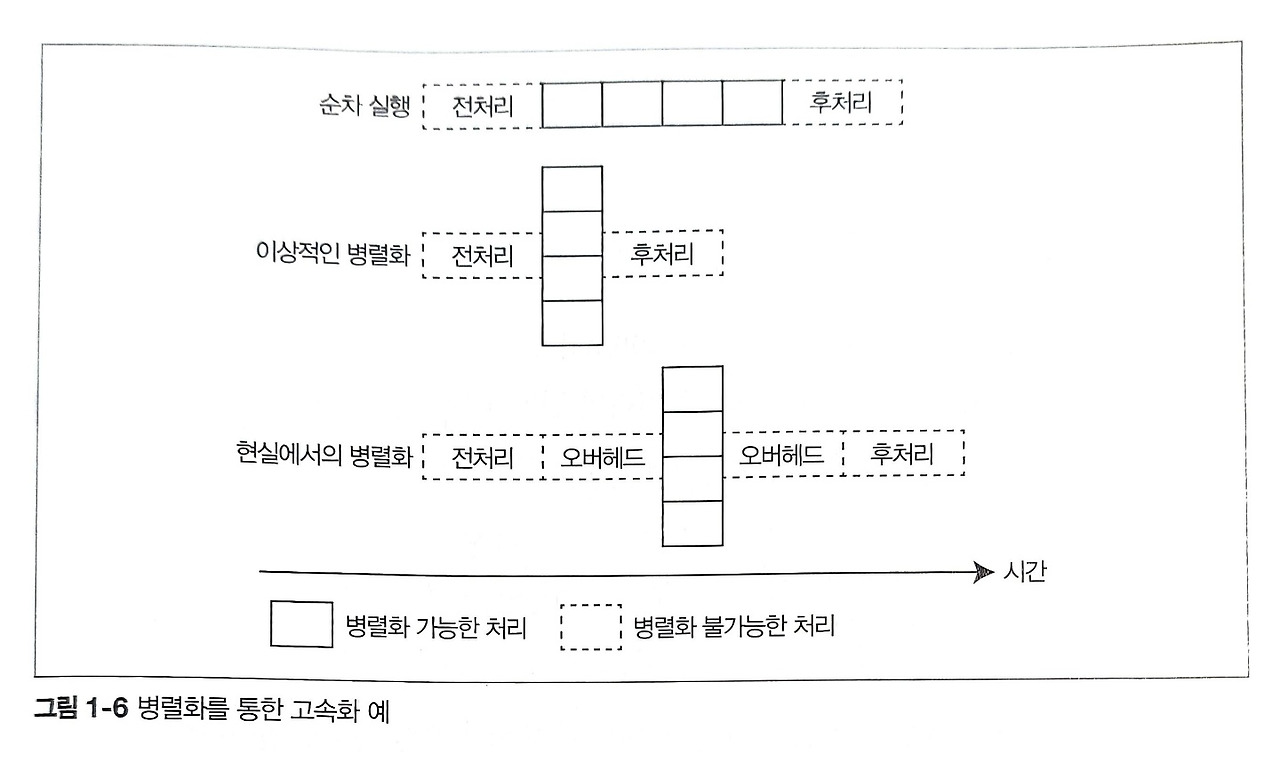 순차 실행 전처리 후처리
이상적인 병렬화 전처리 후처리
현실에서의 병렬화 전처리 오버헤드 오버헤드 후처리
시간
병렬화 가능한 처리 병렬화 불가능한 처리
그림 1-6 병렬화를 통한 고속화 예